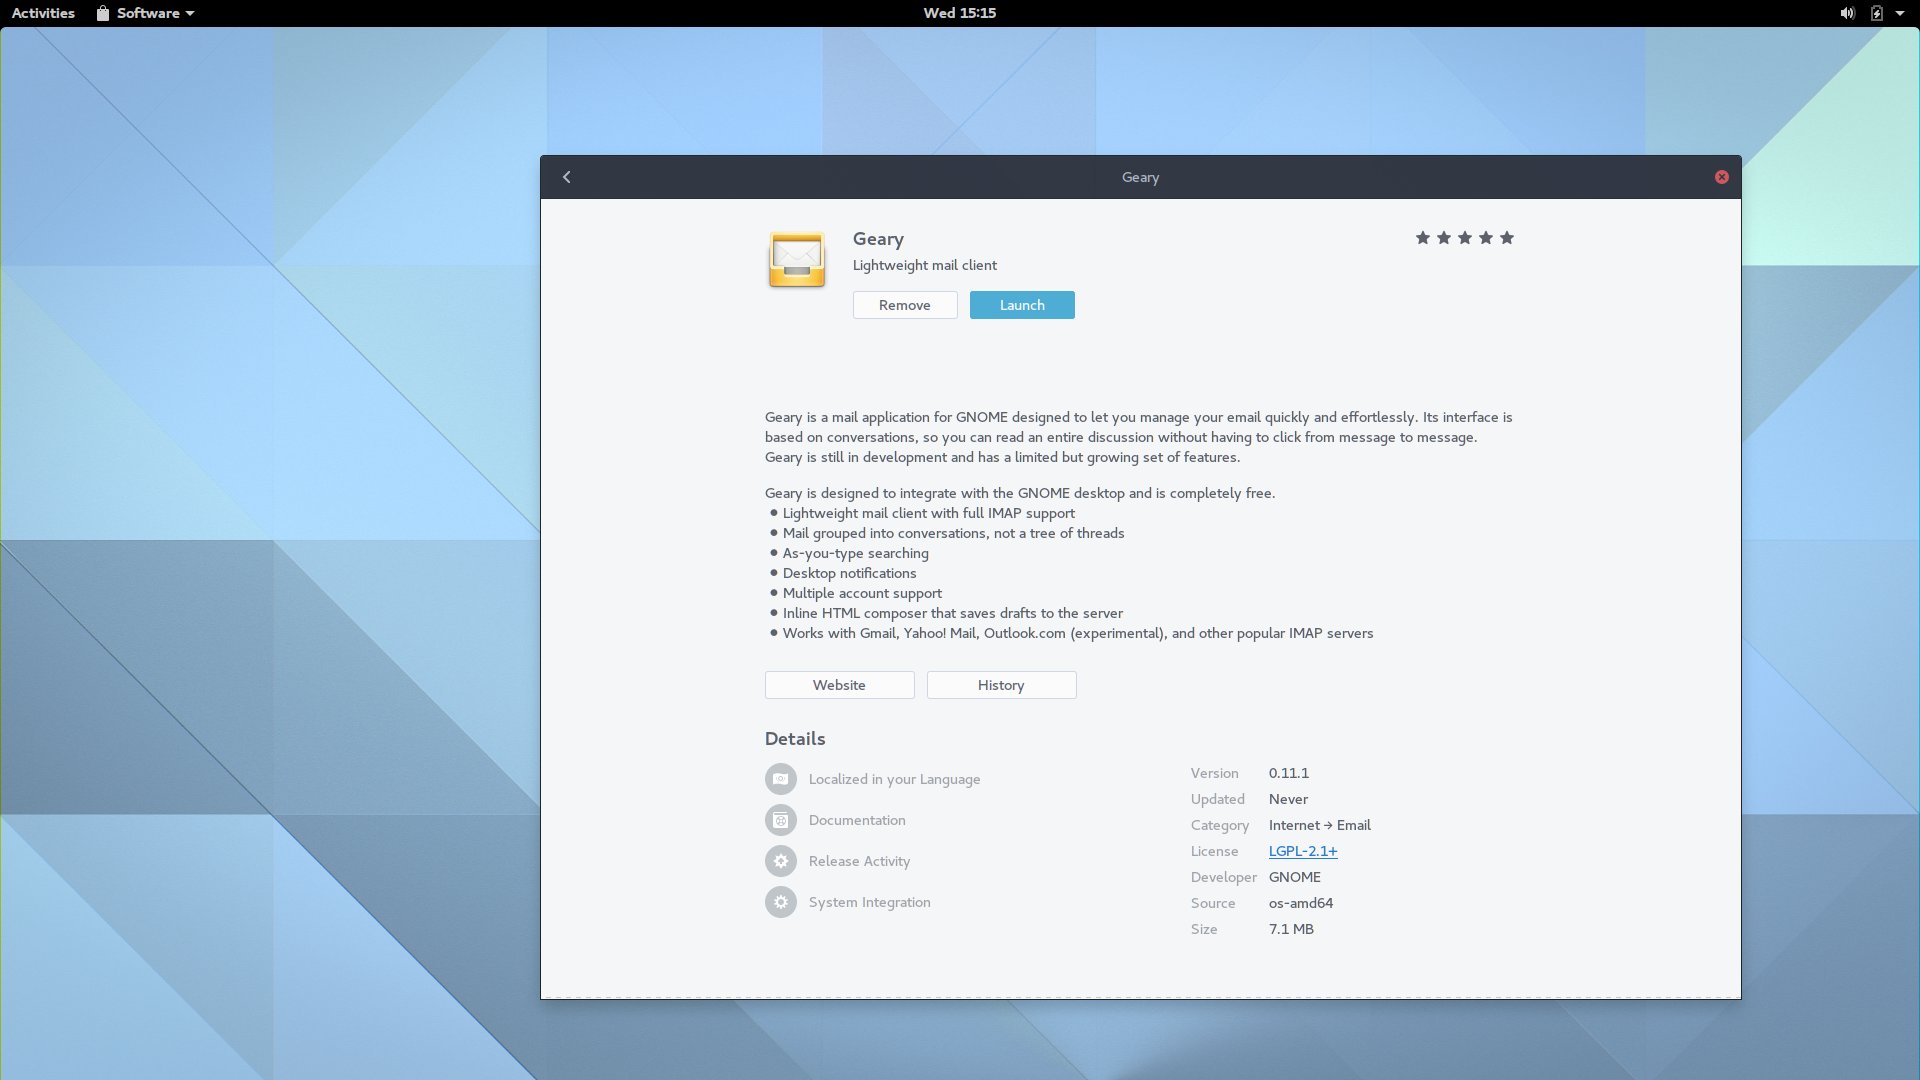 Activities Software Wed 15:15
Geary
Geary
Lightweight mail client
Remove Launch
Geary is a mail application for GNOME designed to let you manage your email quickly and effortlessly. Its interface is
based on conversations, so you can read an entire discussion without having to click from message to message.
Geary is still in development and has a limited but growing set of features.
Geary is designed to integrate with the GNOME desktop and is completely free.
• Lightweight mail client with full IMAP support
• Mail grouped into conversations, not a tree of threads
• As-you-type searching
• Desktop notifications
• Multiple account support
• Inline HTML composer that saves drafts to the server
• Works with Gmail, Yahoo! Mail, Outlook.com (experimental), and other popular IMAP servers
Website History
Details
Localized in your Language
Documentation
Release Activity
System Integration
Version 0.11.1
Updated Never
Category Internet → Email
License LGPL-2.1+
Developer GNOME
Source os-amd64
Size 7.1 MB